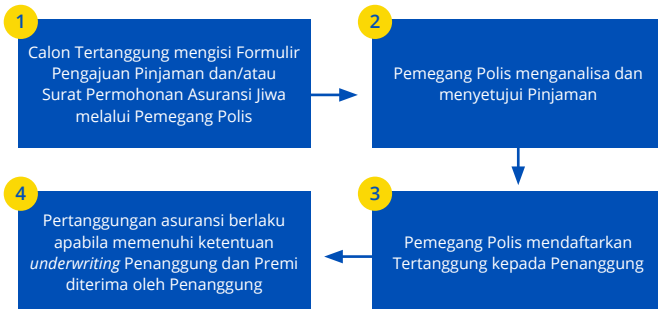 1
Calon Tertanggung mengisi Formulir
Pengajuan Pinjaman dan/atau
Surat Permohonan Asuransi Jiwa
melalui Pemegang Polis
2
Pemegang Polis menganalisa dan
menyetujui Pinjaman
3
Pemegang Polis mendaftarkan
Tertanggung kepada Penanggung
4
Pertanggungan asuransi berlaku
apabila memenuhi ketentuan
underwriting Penanggung dan Premi
diterima oleh Penanggung